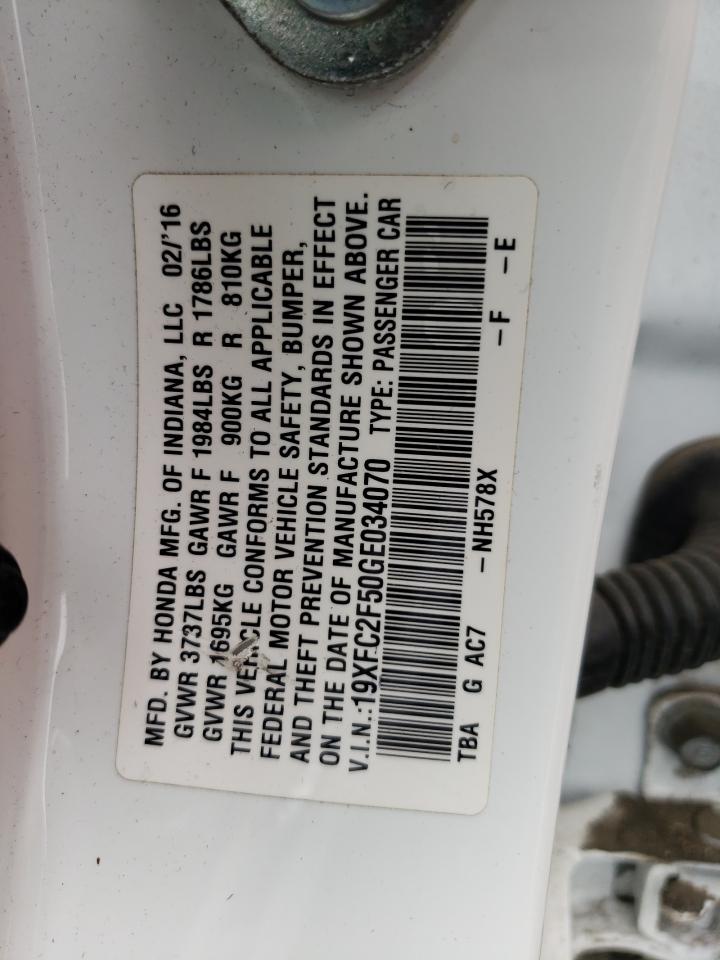 MFD. BY HONDA MFG. OF INDIANA, LLC 02/'16
GVWR 3737LBS GAWR F 1984LBS R 1786LBS
GVWR 1695KG GAWR F 900KG R 810KG
THIS VEHICLE CONFORMS TO ALL APPLICABLE
FEDERAL MOTOR VEHICLE SAFETY, BUMPER,
AND THEFT PREVENTION STANDARDS IN EFFECT
ON THE DATE OF MANUFACTURE SHOWN ABOVE.
V.I.N.:19XFC2F50GE034070 TYPE: PASSENGER CAR
TBA G AC7 -NH578X -F -E